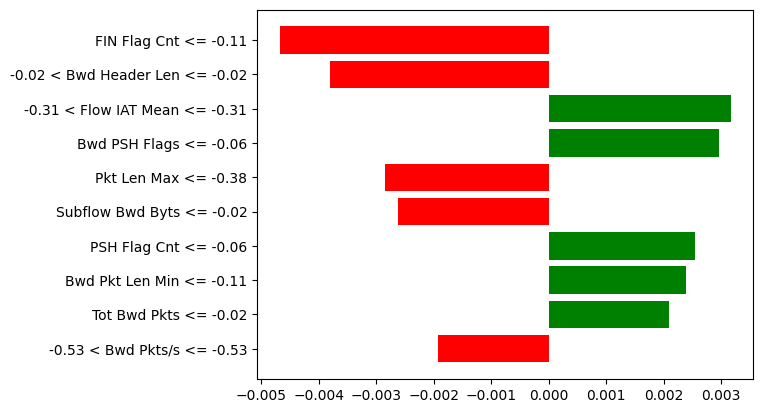 FIN Flag Cnt <= -0.11
-0.02 < Bwd Header Len <= -0.02
-0.31 < Flow IAT Mean <= -0.31
Bwd PSH Flags <= -0.06
Pkt Len Max <= -0.38
Subflow Bwd Byts <= -0.02
PSH Flag Cnt <= -0.06
Bwd Pkt Len Min <= -0.11
Tot Bwd Pkts <= -0.02
-0.53 < Bwd Pkts/s <= -0.53
−0.005 −0.004 −0.003 −0.002 −0.001 0.000 0.001 0.002 0.003